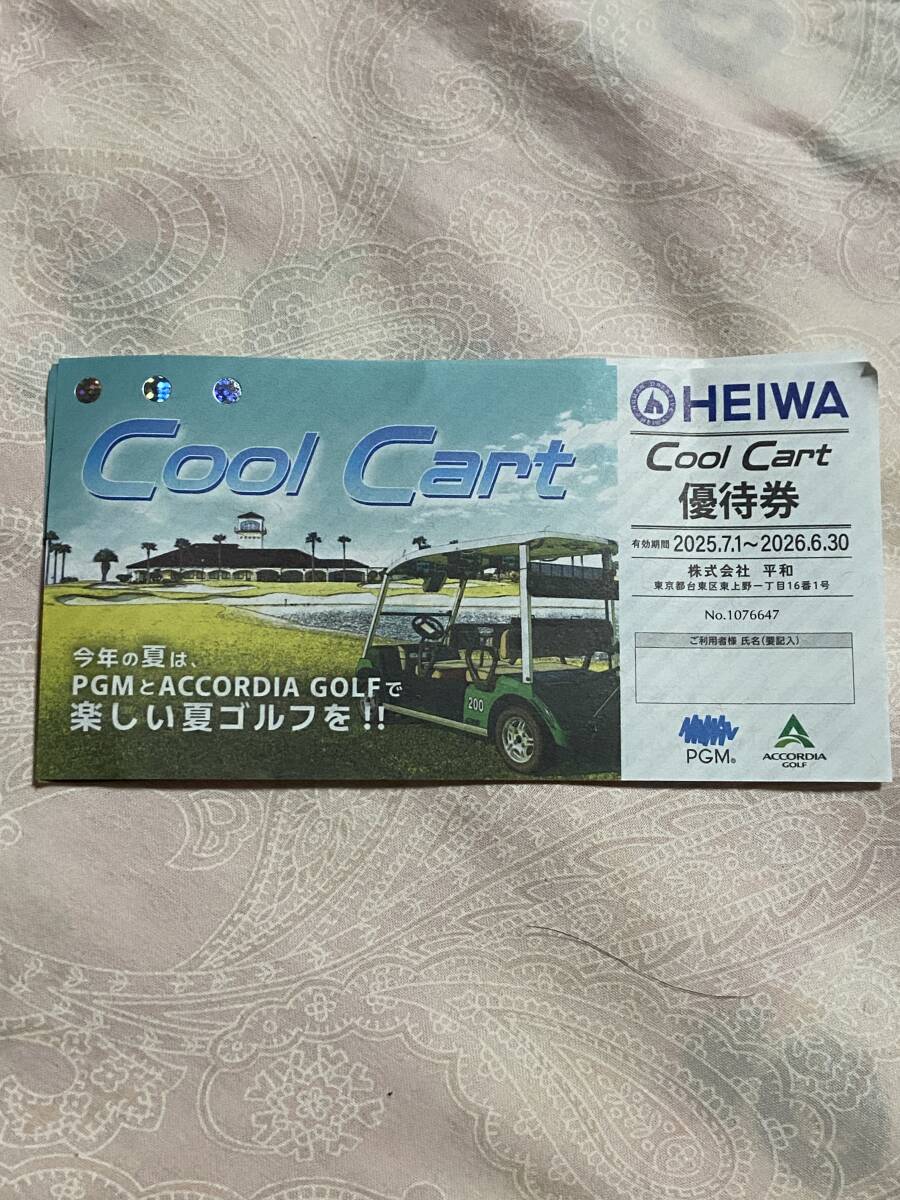 Cool Cart
今年の夏は、
PGMとACCORDIA GOLFで
楽しい夏ゴルフを!!
200
HEIWA
Cool Cart
優待券
有効期間 2025.7.1〜2026.6.30
株式会社 平和
東京都台東区東上野一丁目16番1号
No.1076647
ご利用者様 氏名(要記入)
PGM®
ACCORDIA
GOLF